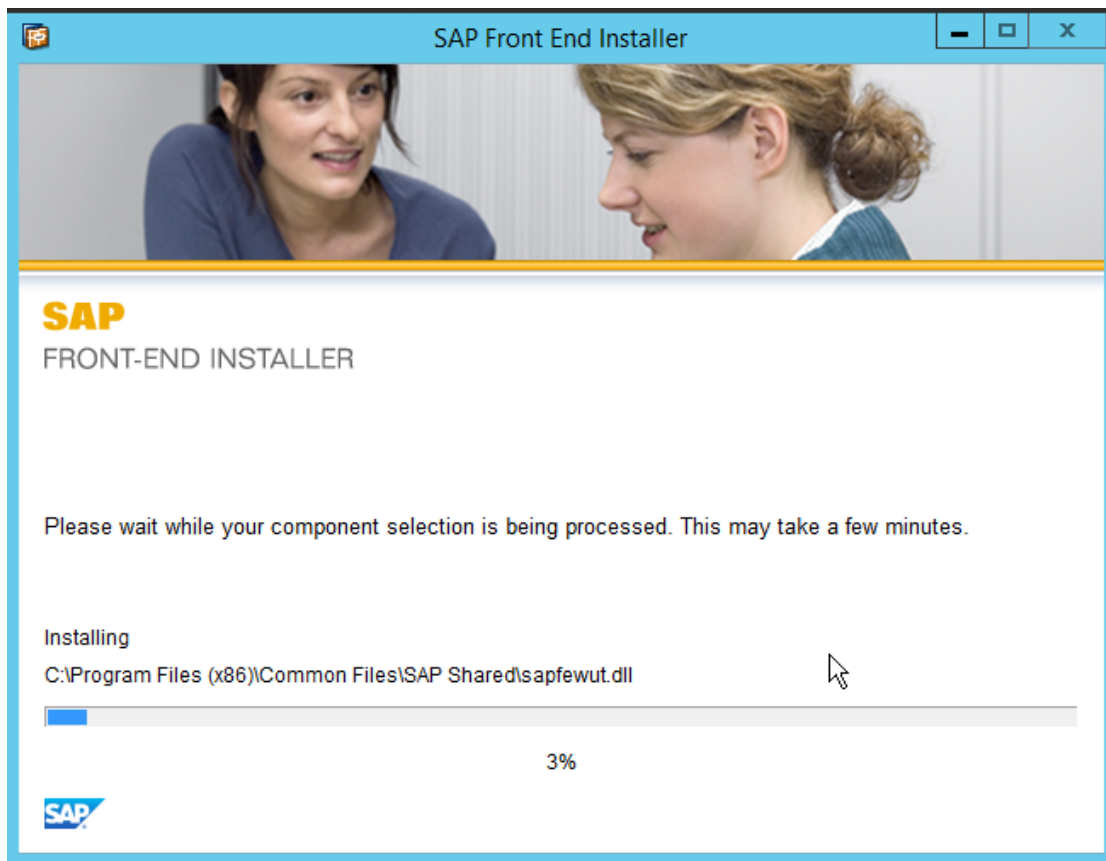 SAP Front End Installer
SAP
FRONT-END INSTALLER
Please wait while your component selection is being processed. This may take a few minutes.
Installing
C:\Program Files (x86)\Common Files\SAP Shared\sapfewut.dll
3%
SAP